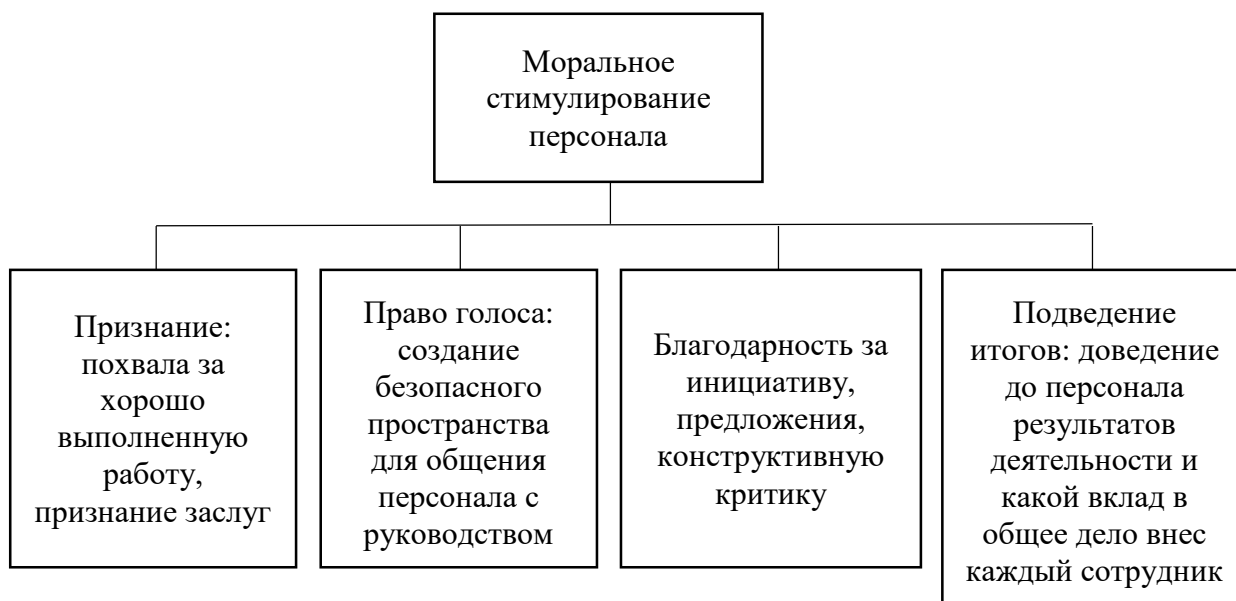 Моральное
стимулирование
персонала
Признание:
похвала за
хорошо
выполненную
работу,
признание заслуг
Право голоса:
создание
безопасного
пространства
для общения
персонала с
руководством
Благодарность за
инициативу,
предложения,
конструктивную
критику
Подведение
итогов: доведение
до персонала
результатов
деятельности и
какой вклад в
общее дело внес
каждый сотрудник